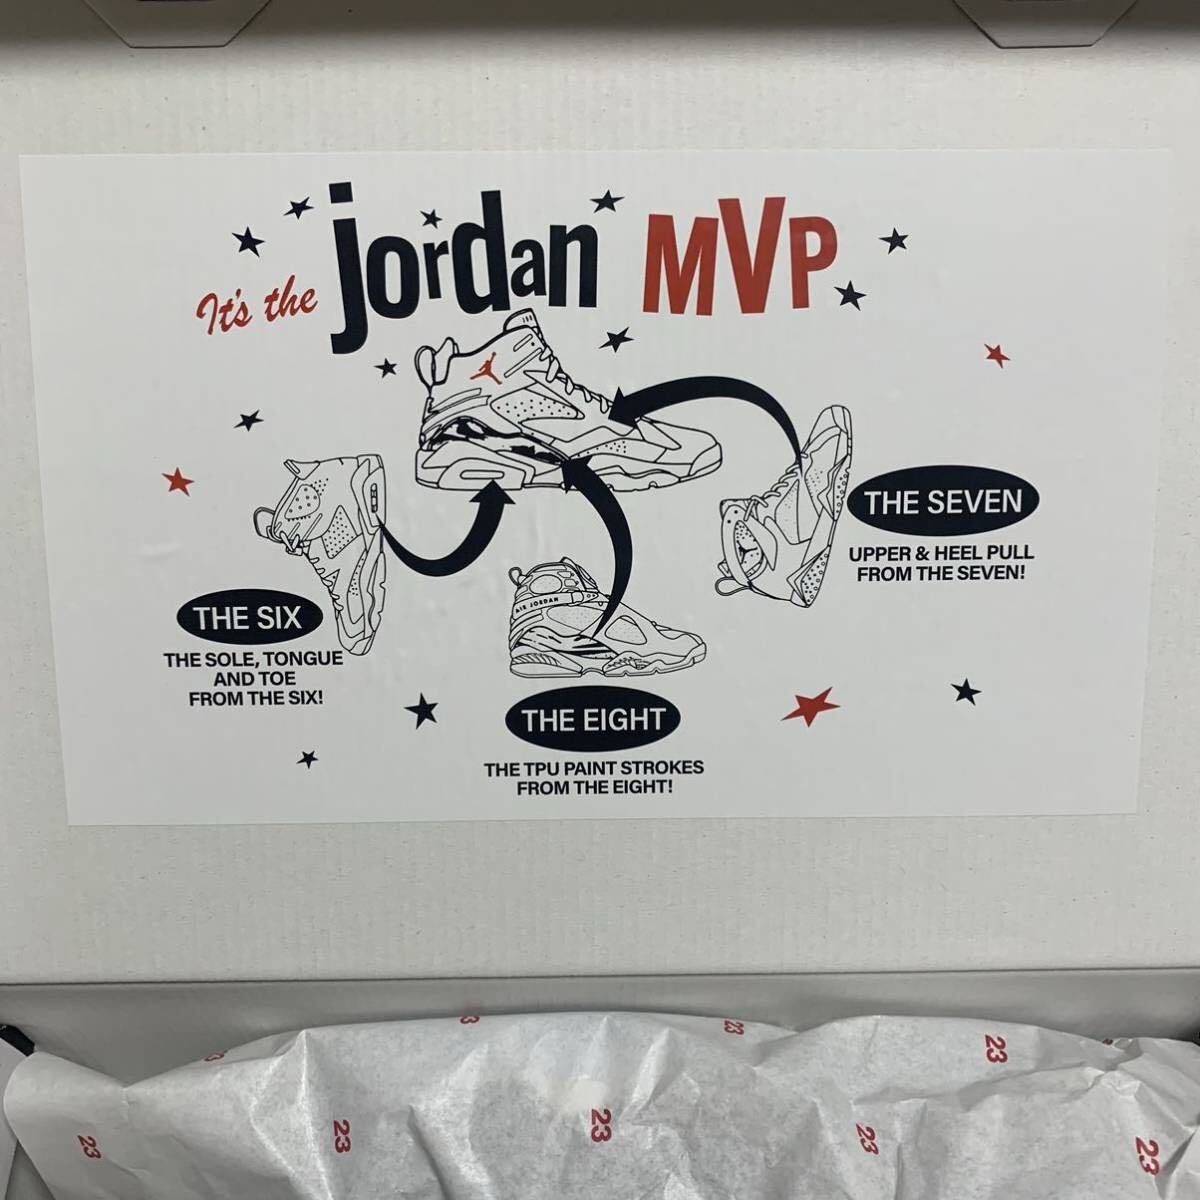 It's the jordan MVP
THE SEVEN
UPPER & HEEL PULL
FROM THE SEVEN!
AIR JORDAN
THE SIX
THE SOLE, TONGUE
AND TOE
FROM THE SIX!
THE EIGHT
THE TPU PAINT STROKES
FROM THE EIGHT!
23
23
23
23
23
23
23
23